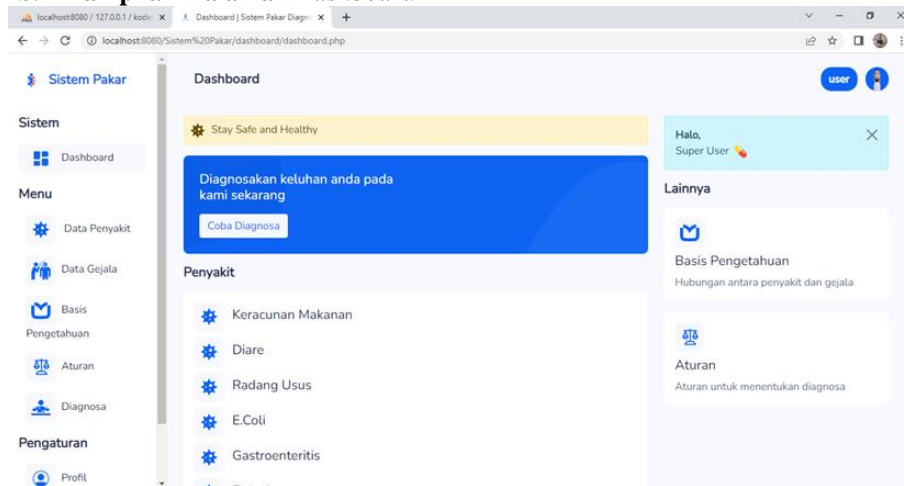 localhost:8080 / 127.0.0.1 / kode
Dashboard | Sistem Pakar Diagno
localhost:8080/Sistem%20Pakar/dashboard/dashboard.php
Sistem Pakar
Sistem
Dashboard
Menu
Data Penyakit
Data Gejala
Basis
Pengetahuan
Aturan
Diagnosa
Pengaturan
Profil
Dashboard
user
Stay Safe and Healthy
Diagnosakan keluhan anda pada
kami sekarang
Coba Diagnosa
Penyakit
Keracunan Makanan
Diare
Radang Usus
E.Coli
Gastroenteritis
Halo,
Super User
Lainnya
Basis Pengetahuan
Hubungan antara penyakit dan gejala
Aturan
Aturan untuk menentukan diagnosa